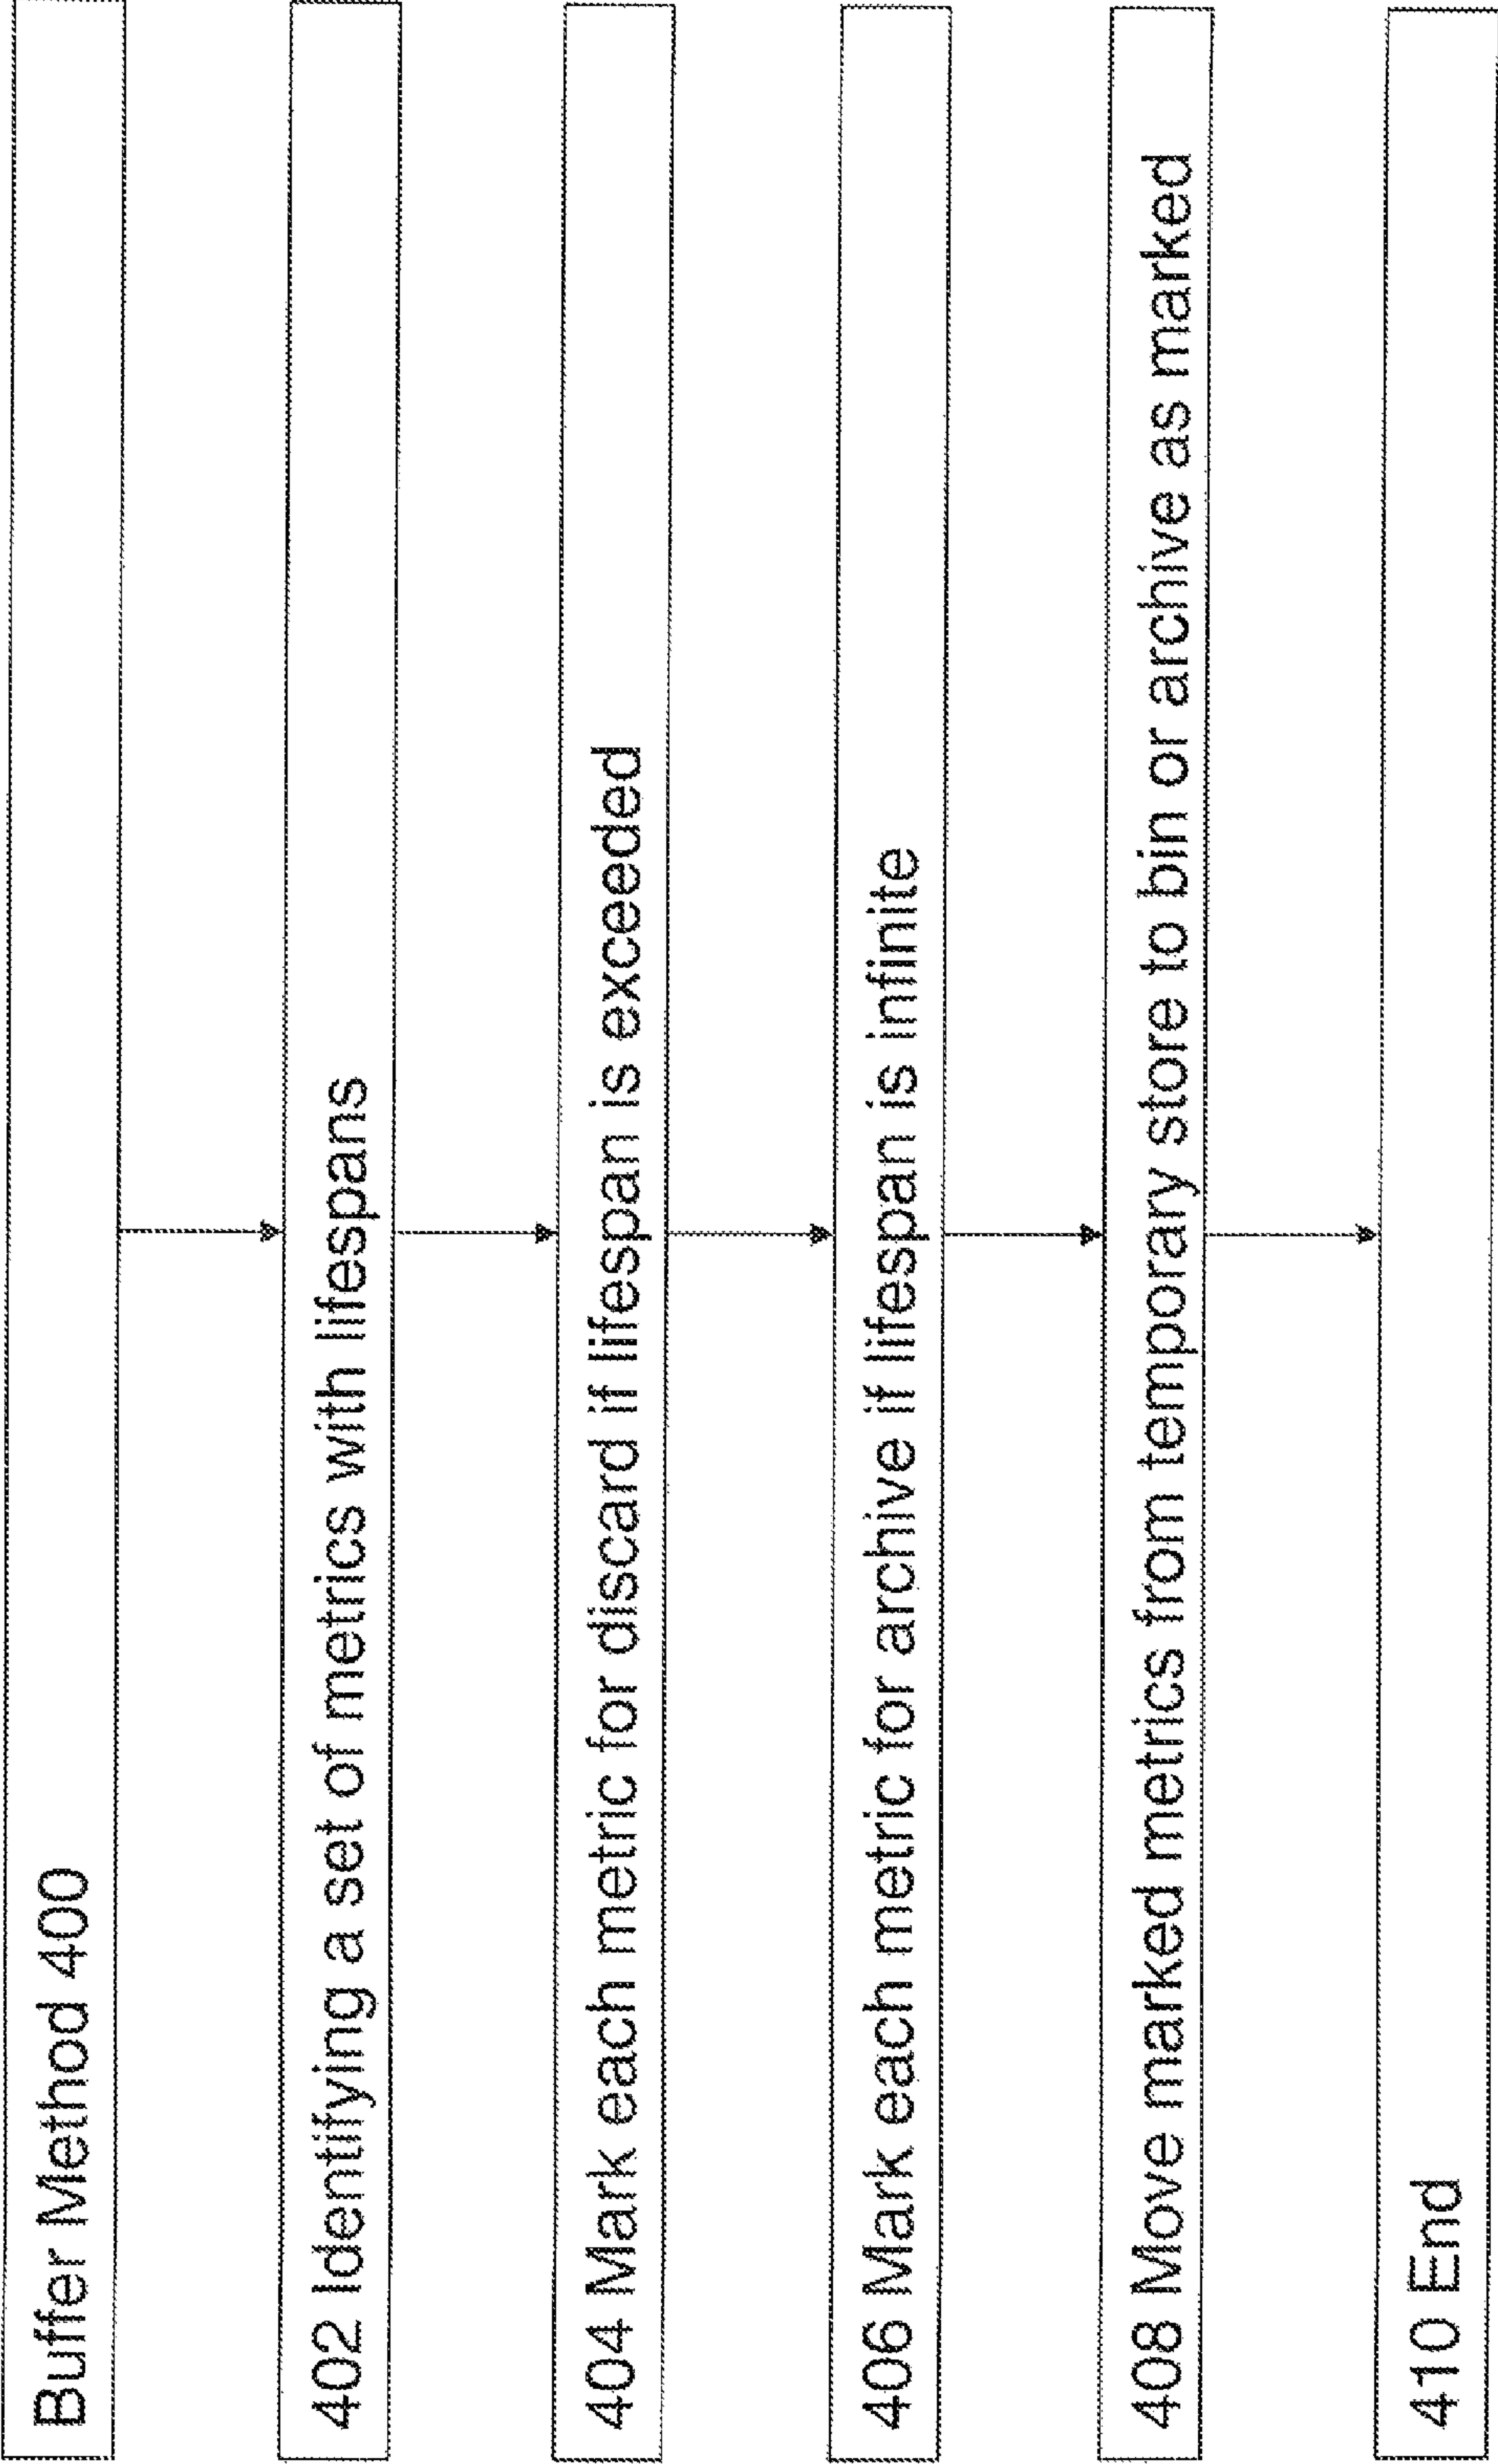 Buffer Method 400
402 Identifying a set of metrics with lifespans
404 Mark each metric for discard if lifespan is exceeded
406 Mark each metric for archive if lifespan is infinite
408 Move marked metrics from temporary store to bin or archive as marked
410 End